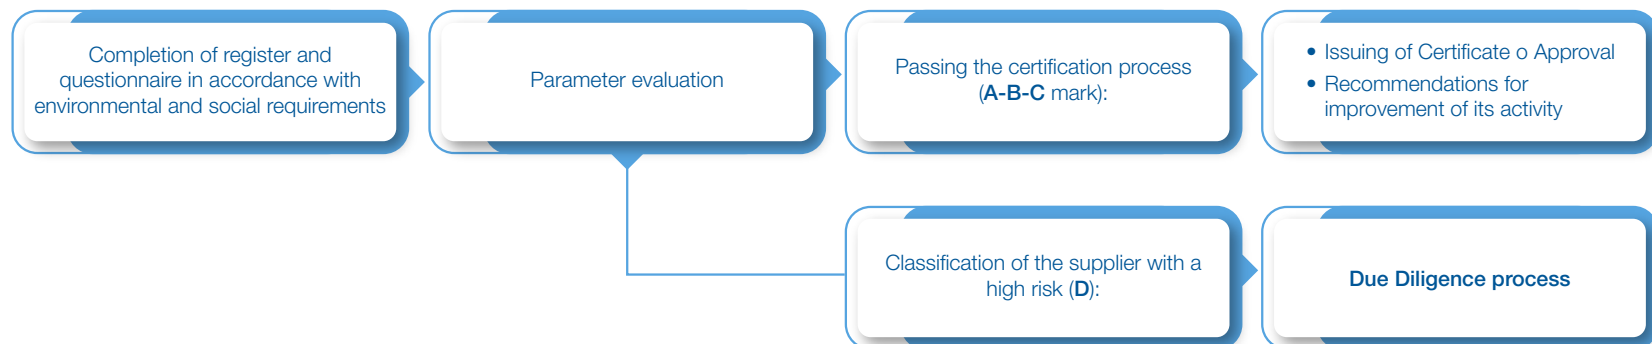 Completion of register and
questionnaire in accordance with
environmental and social requirements
Parameter evaluation
Passing the certification process
(A-B-C mark):
• Issuing of Certificate o Approval
• Recommendations for
improvement of its activity
Classification of the supplier with a
high risk (D):
Due Diligence process